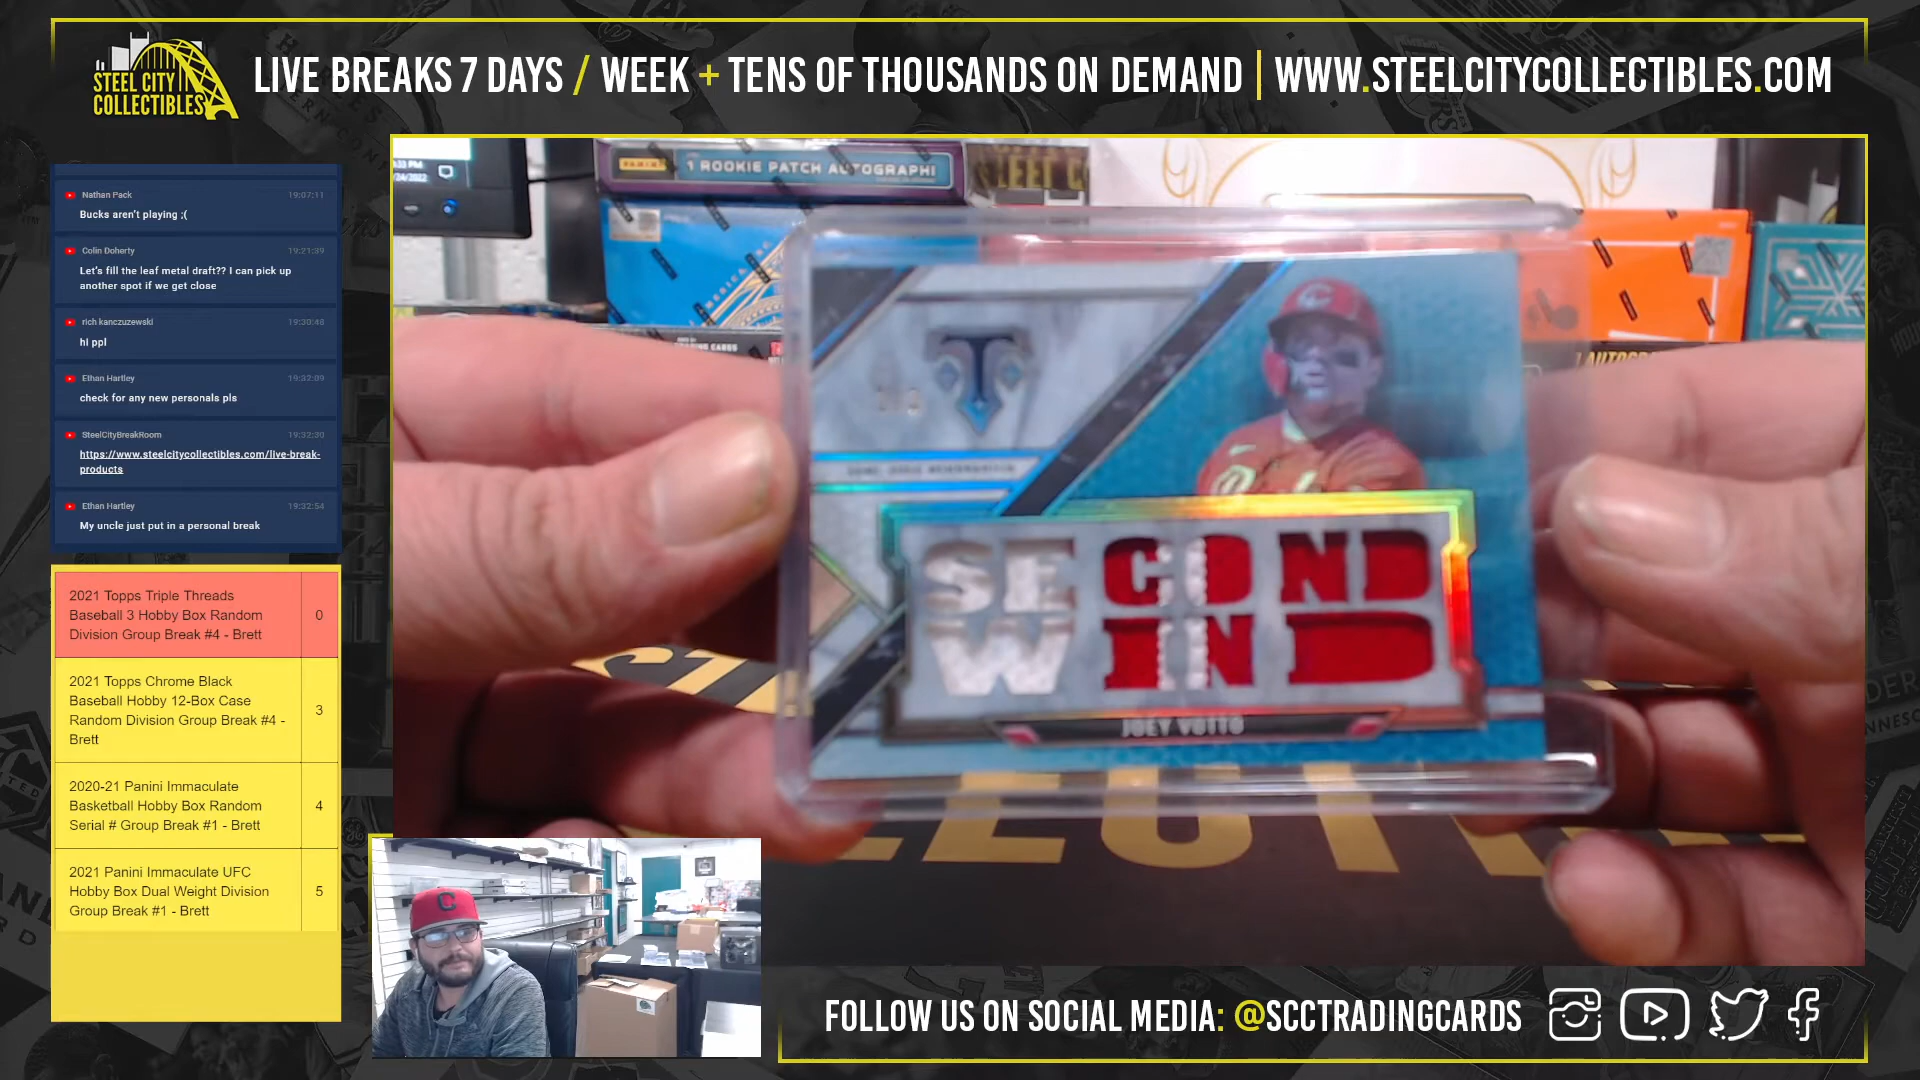 STEEL CITY
COLLECTIBLES
LIVE BREAKS 7 DAYS / WEEK + TENS OF THOUSANDS ON DEMAND | WWW.STEELCITYCOLLECTIBLES.COM
Nathan Pack 19:07:11
Bucks aren't playing ;(
Colin Doherty 19:21:39
Let's fill the leaf metal draft?? I can pick up
another spot if we get close
rich kanczuzewski 19:30:48
hi ppl
Ethan Hartley 19:32:09
check for any new personals pls
SteelCityBreakRoom 19:32:30
https://www.steelcitycollectibles.com/live-break-
products
Ethan Hartley 19:32:54
My uncle just put in a personal break
2021 Topps Triple Threads
Baseball 3 Hobby Box Random
Division Group Break #4 - Brett
0
2021 Topps Chrome Black
Baseball Hobby 12-Box Case
Random Division Group Break #4 -
Brett
3
2020-21 Panini Immaculate
Basketball Hobby Box Random
Serial # Group Break #1 - Brett
4
2021 Panini Immaculate UFC
Hobby Box Dual Weight Division
Group Break #1 - Brett
5
PANINI
1 ROOKIE PATCH AUTOGRAPH
STEEL C
T
C
SECOND
WIND
JOEY VOTTO
C
FOLLOW US ON SOCIAL MEDIA: @SCCTRADINGCARDS